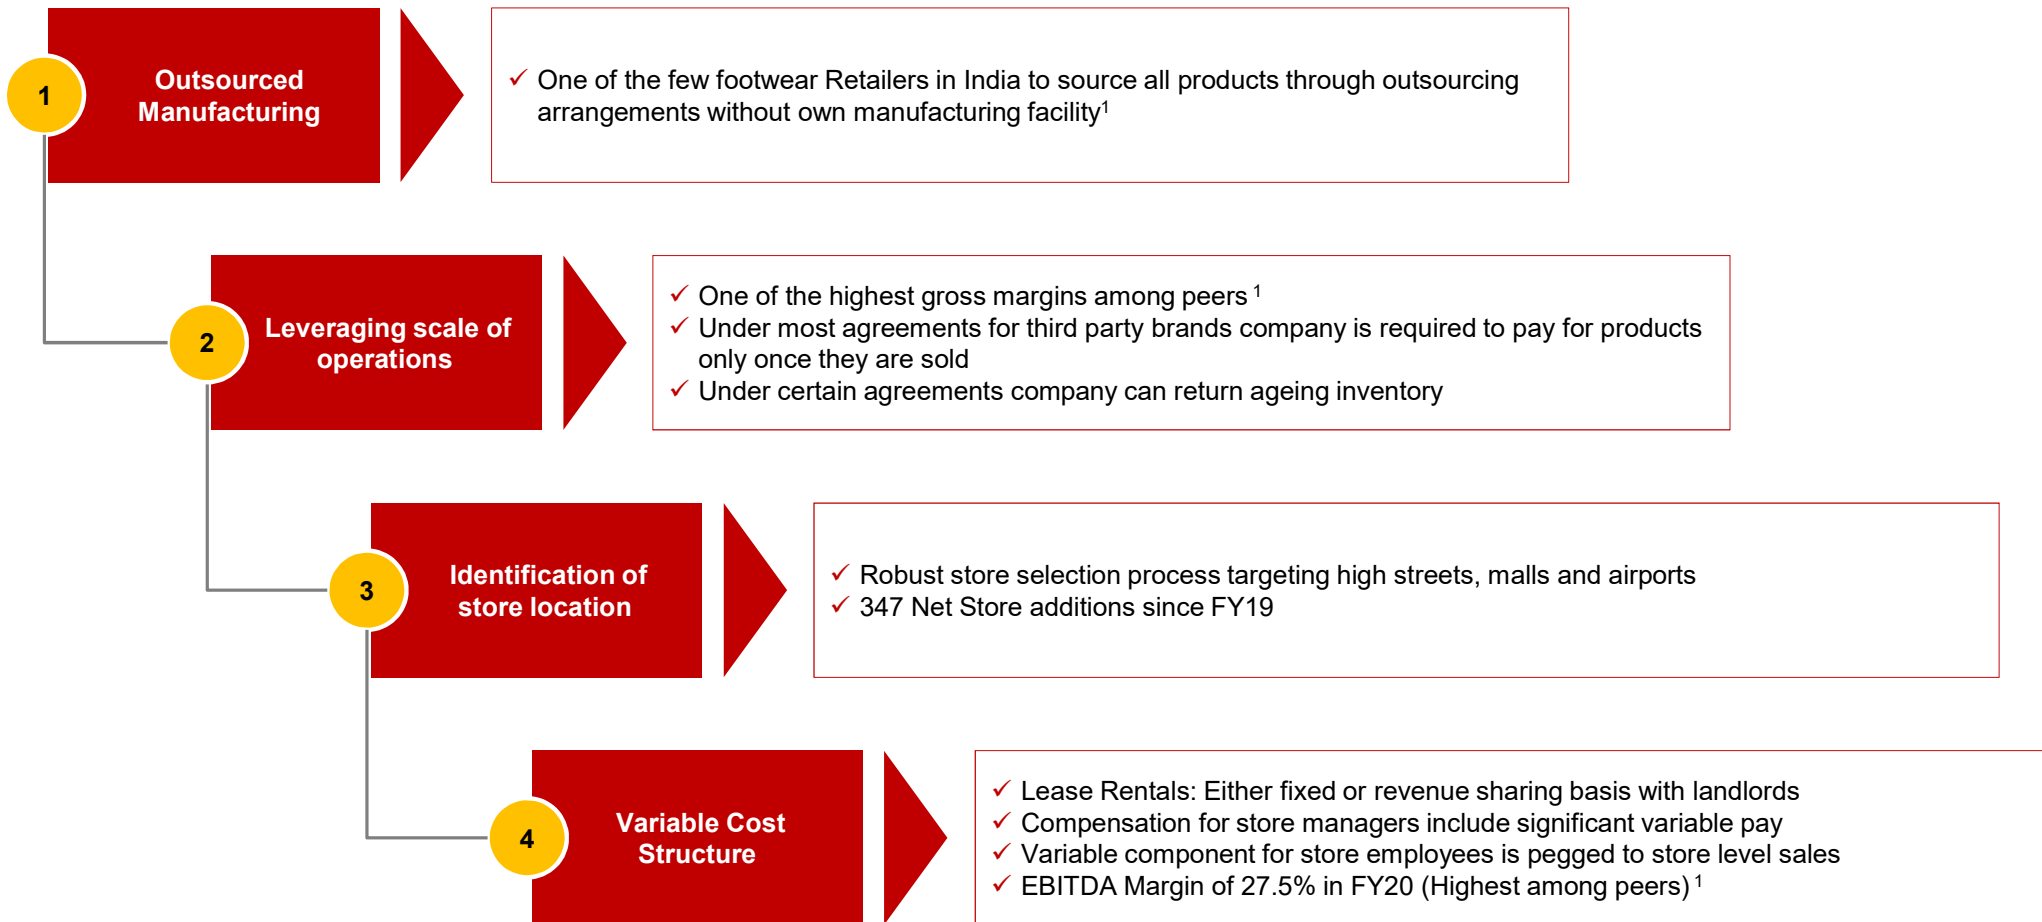 1
Outsourced
Manufacturing
✓ One of the few footwear Retailers in India to source all products through outsourcing
arrangements without own manufacturing facility1
2
Leveraging scale of
operations
✓ One of the highest gross margins among peers 1
✓ Under most agreements for third party brands company is required to pay for products
only once they are sold
✓ Under certain agreements company can return ageing inventory
3
Identification of
store location
✓ Robust store selection process targeting high streets, malls and airports
✓ 347 Net Store additions since FY19
4
Variable Cost
Structure
✓ Lease Rentals: Either fixed or revenue sharing basis with landlords
✓ Compensation for store managers include significant variable pay
✓ Variable component for store employees is pegged to store level sales
✓ EBITDA Margin of 27.5% in FY20 (Highest among peers) 1